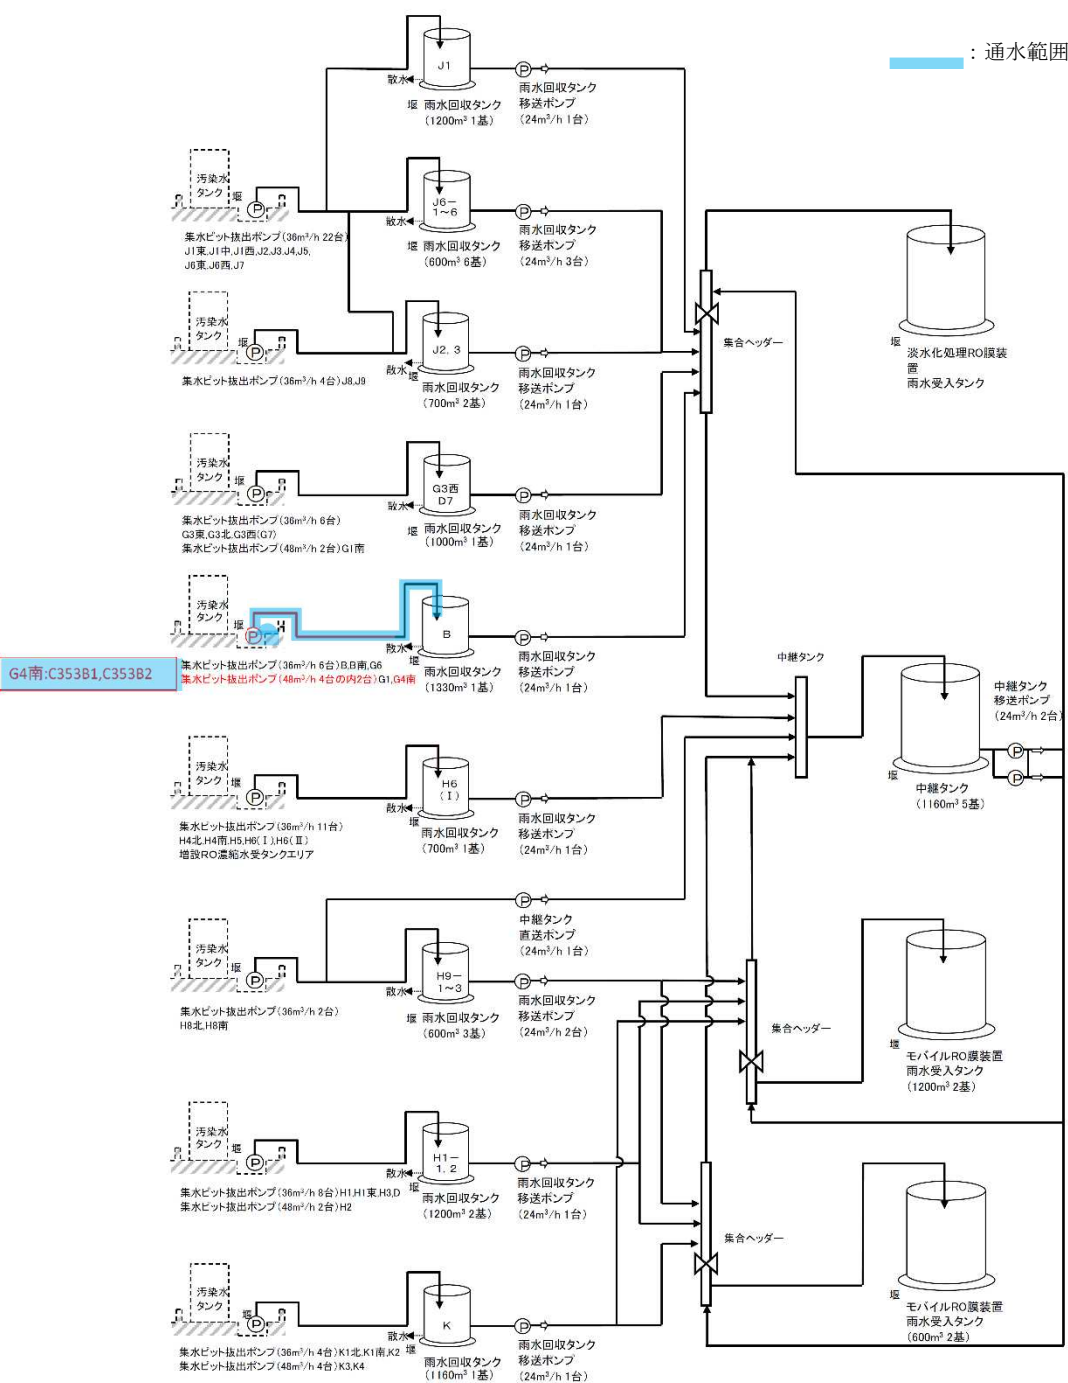 ：通水範囲
J1
散水
堰 雨水回収タンク
(1200m³ 1基)
P
雨水回収タンク
移送ポンプ
(24m³/h 1台)
汚染水
タンク
堰
P
集水ピット抜出ポンプ(36m³/h 22台)
J1東,J1中,J1西,J2,J3,J4,J5,
J6東,J6西,J7
J6－
1～6
散水
堰 雨水回収タンク
(600m³ 6基)
P
雨水回収タンク
移送ポンプ
(24m³/h 3台)
汚染水
タンク
堰
P
集水ピット抜出ポンプ(36m³/h 4台)J8,J9
J2, 3
散水
堰
雨水回収タンク
(700m³ 2基)
P
雨水回収タンク
移送ポンプ
(24m³/h 1台)
集合ヘッダー
堰
淡水化処理RO膜装
置
雨水受入タンク
汚染水
タンク
堰
P
集水ピット抜出ポンプ(36m³/h 6台)
G3東,G3北,G3西(G7)
集水ピット抜出ポンプ(48m³/h 2台)G1南
G3西
D7
散水
堰 雨水回収タンク
(1000m³ 1基)
P
雨水回収タンク
移送ポンプ
(24m³/h 1台)
汚染水
タンク
堰
P
集水ピット抜出ポンプ(36m³/h 6台)B,B南,G6
集水ピット抜出ポンプ(48m³/h 4台の内2台)G1,G4南
G4南:C353B1,C353B2
B
散水
堰
雨水回収タンク
(1330m³ 1基)
P
雨水回収タンク
移送ポンプ
(24m³/h 1台)
中継タンク
中継タンク
移送ポンプ
(24m³/h 2台)
P
P
堰
中継タンク
(1160m³ 5基)
汚染水
タンク
堰
P
集水ピット抜出ポンプ(36m³/h 11台)
H4北,H4南,H5,H6(Ⅰ),H6(Ⅱ)
増設RO濃縮水受タンクエリア
H6
(Ⅰ)
散水
堰
雨水回収タンク
(700m³ 1基)
P
雨水回収タンク
移送ポンプ
(24m³/h 1台)
P
中継タンク
直送ポンプ
(24m³/h 1台)
汚染水
タンク
堰
P
集水ピット抜出ポンプ(36m³/h 2台)
H8北,H8南
H9－
1～3
散水
堰 雨水回収タンク
(600m³ 3基)
P
雨水回収タンク
移送ポンプ
(24m³/h 2台)
集合ヘッダー
堰
モバイルRO膜装置
雨水受入タンク
(1200m³ 2基)
汚染水
タンク
堰
P
集水ピット抜出ポンプ(36m³/h 8台)H1,H1東,H3,D
集水ピット抜出ポンプ(48m³/h 2台)H2
H1－
1, 2
散水
堰
雨水回収タンク
(1200m³ 2基)
P
雨水回収タンク
移送ポンプ
(24m³/h 1台)
集合ヘッダー
堰
モバイルRO膜装置
雨水受入タンク
(600m³ 2基)
汚染水
タンク
堰
P
集水ピット抜出ポンプ(36m³/h 4台)K1北,K1南,K2
集水ピット抜出ポンプ(48m³/h 4台)K3,K4
K
散水
堰
雨水回収タンク
(1160m³ 1基)
P
雨水回収タンク
移送ポンプ
(24m³/h 1台)